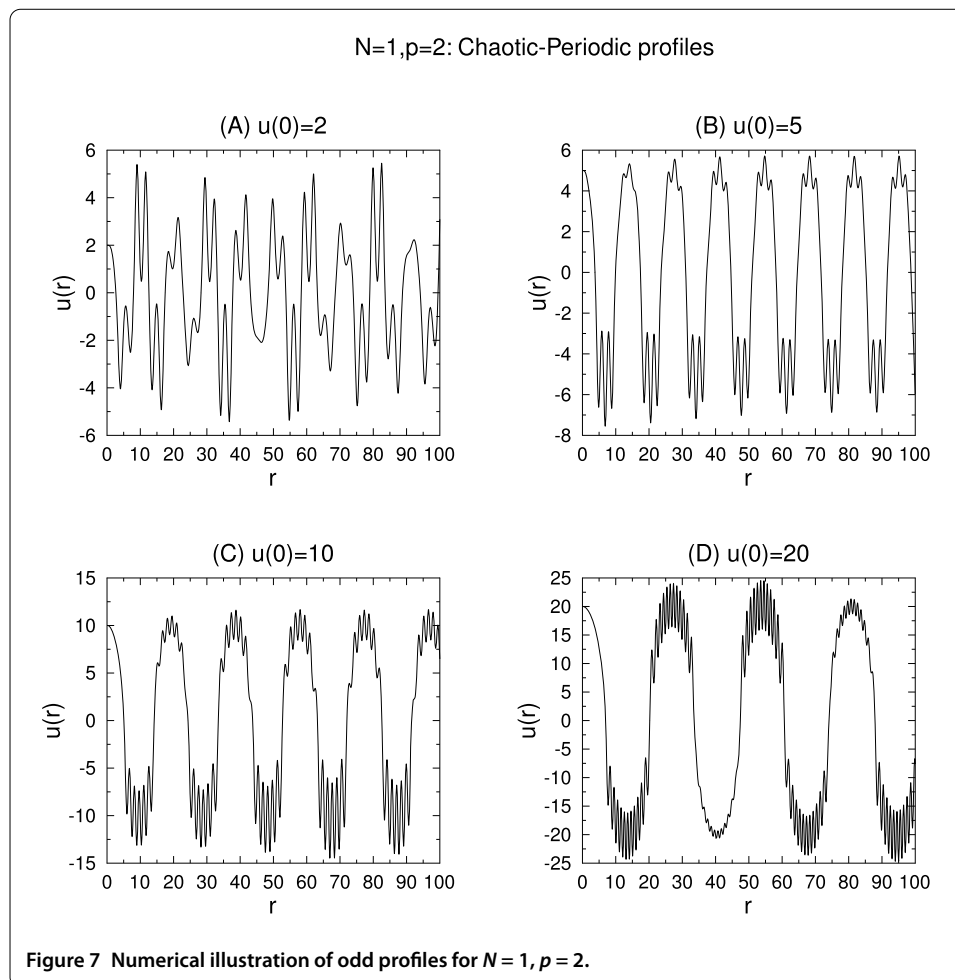 N=1,p=2: Chaotic-Periodic profiles
(A) u(0)=2
6
4
2
0
-2
-4
-6
u(r)
0 10 20 30 40 50 60 70 80 90 100
r
(B) u(0)=5
6
4
2
0
-2
-4
-6
-8
u(r)
0 10 20 30 40 50 60 70 80 90 100
r
(C) u(0)=10
15
10
5
0
-5
-10
-15
u(r)
0 10 20 30 40 50 60 70 80 90 100
r
(D) u(0)=20
25
20
15
10
5
0
-5
-10
-15
-20
-25
u(r)
0 10 20 30 40 50 60 70 80 90 100
r
Figure 7 Numerical illustration of odd profiles for N = 1, p = 2.